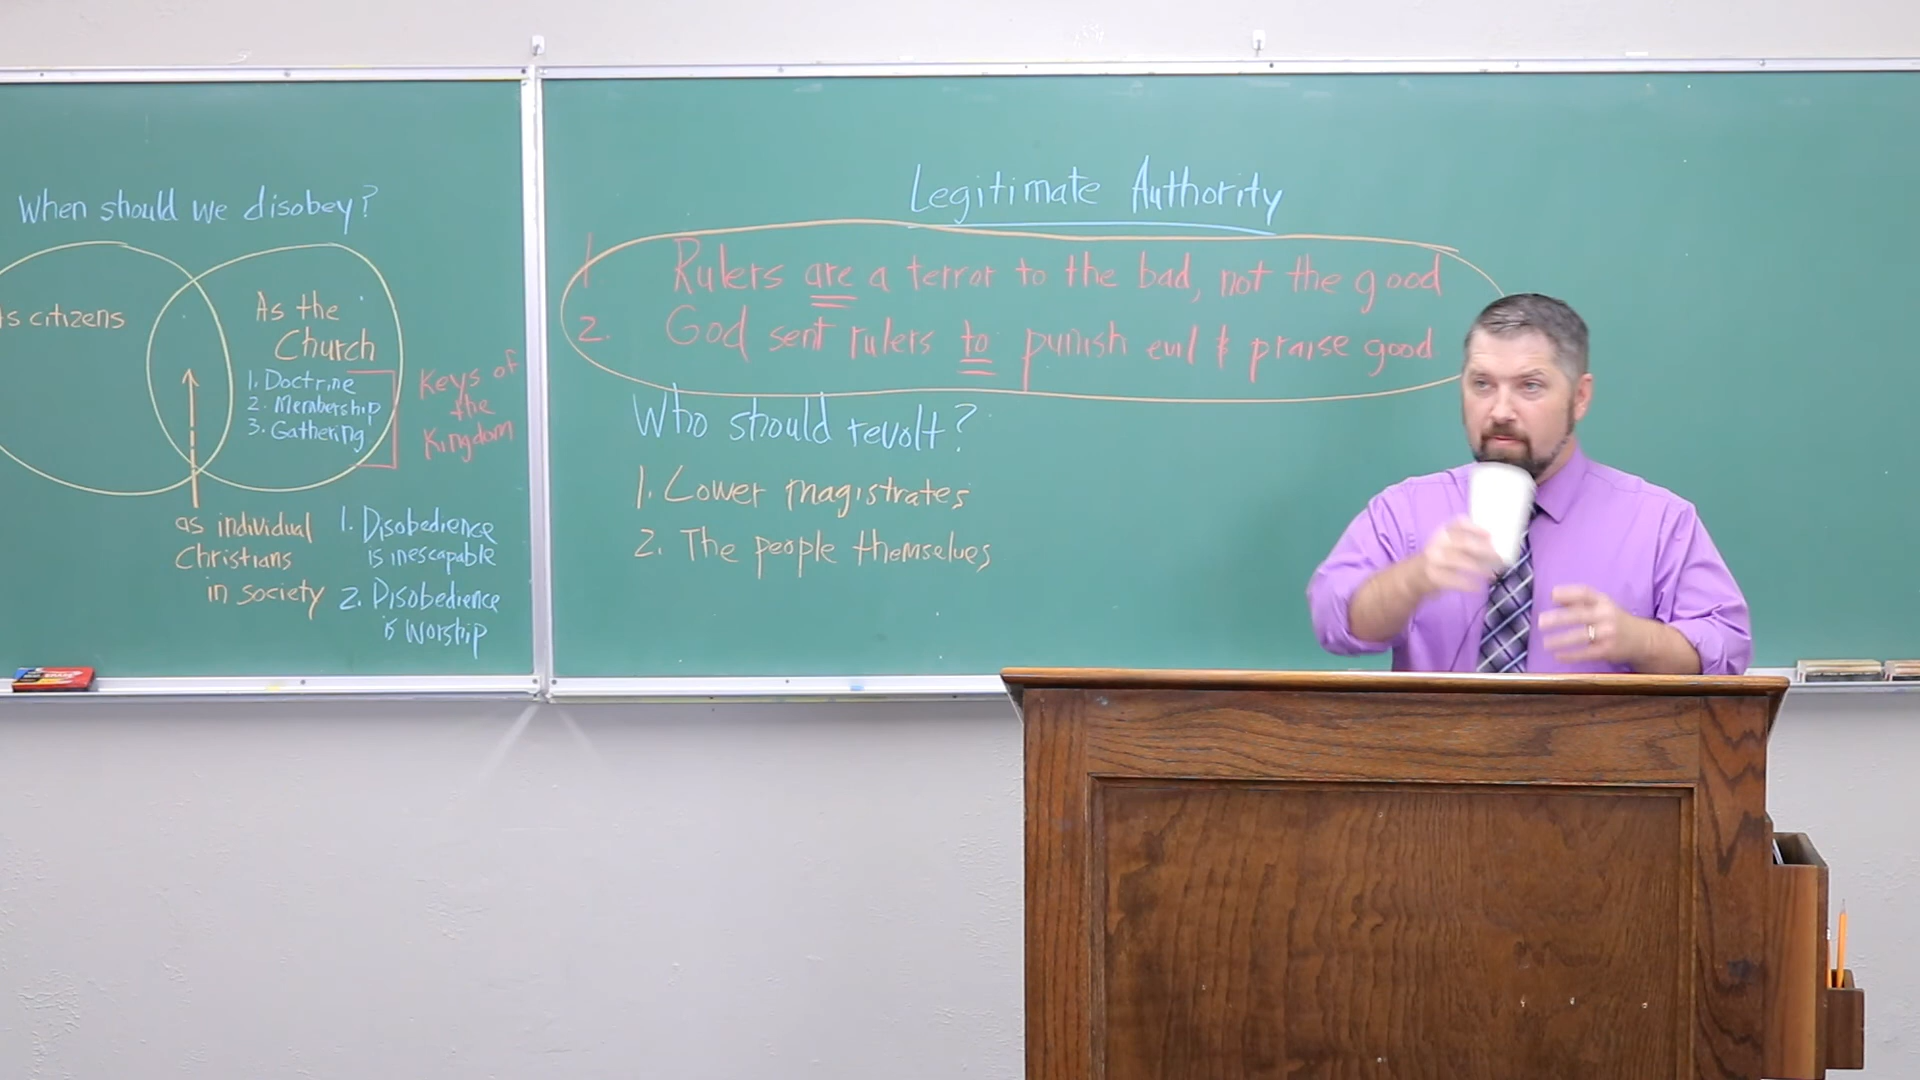 When should we disobey?
s citizens
As the
Church
1. Doctrine
2. Membership
3. Gathering
Keys of
the
Kingdom
as individual
Christians
in society
1. Disobedience
is inescapable
2. Disobedience
is worship
Legitimate Authority
1. Rulers are a terror to the bad, not the good
2. God sent rulers to punish evil & praise good
Who should revolt?
1. Lower magistrates
2. The people themselves